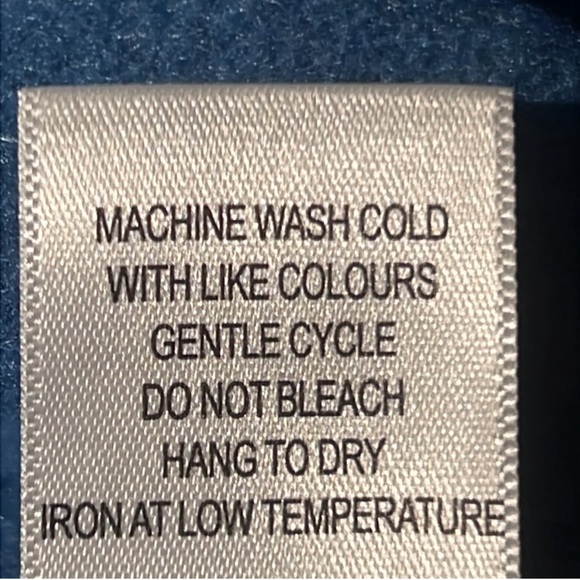 MACHINE WASH COLD
WITH LIKE COLOURS
GENTLE CYCLE
DO NOT BLEACH
HANG TO DRY
IRON AT LOW TEMPERATURE